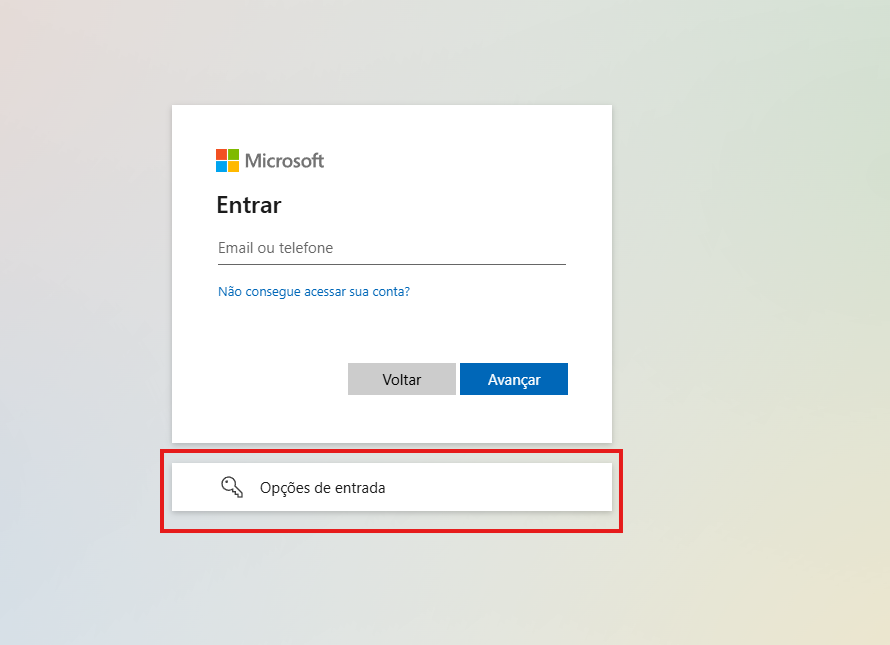 Microsoft
Entrar
Email ou telefone
Não consegue acessar sua conta?
Voltar Avançar
Opções de entrada